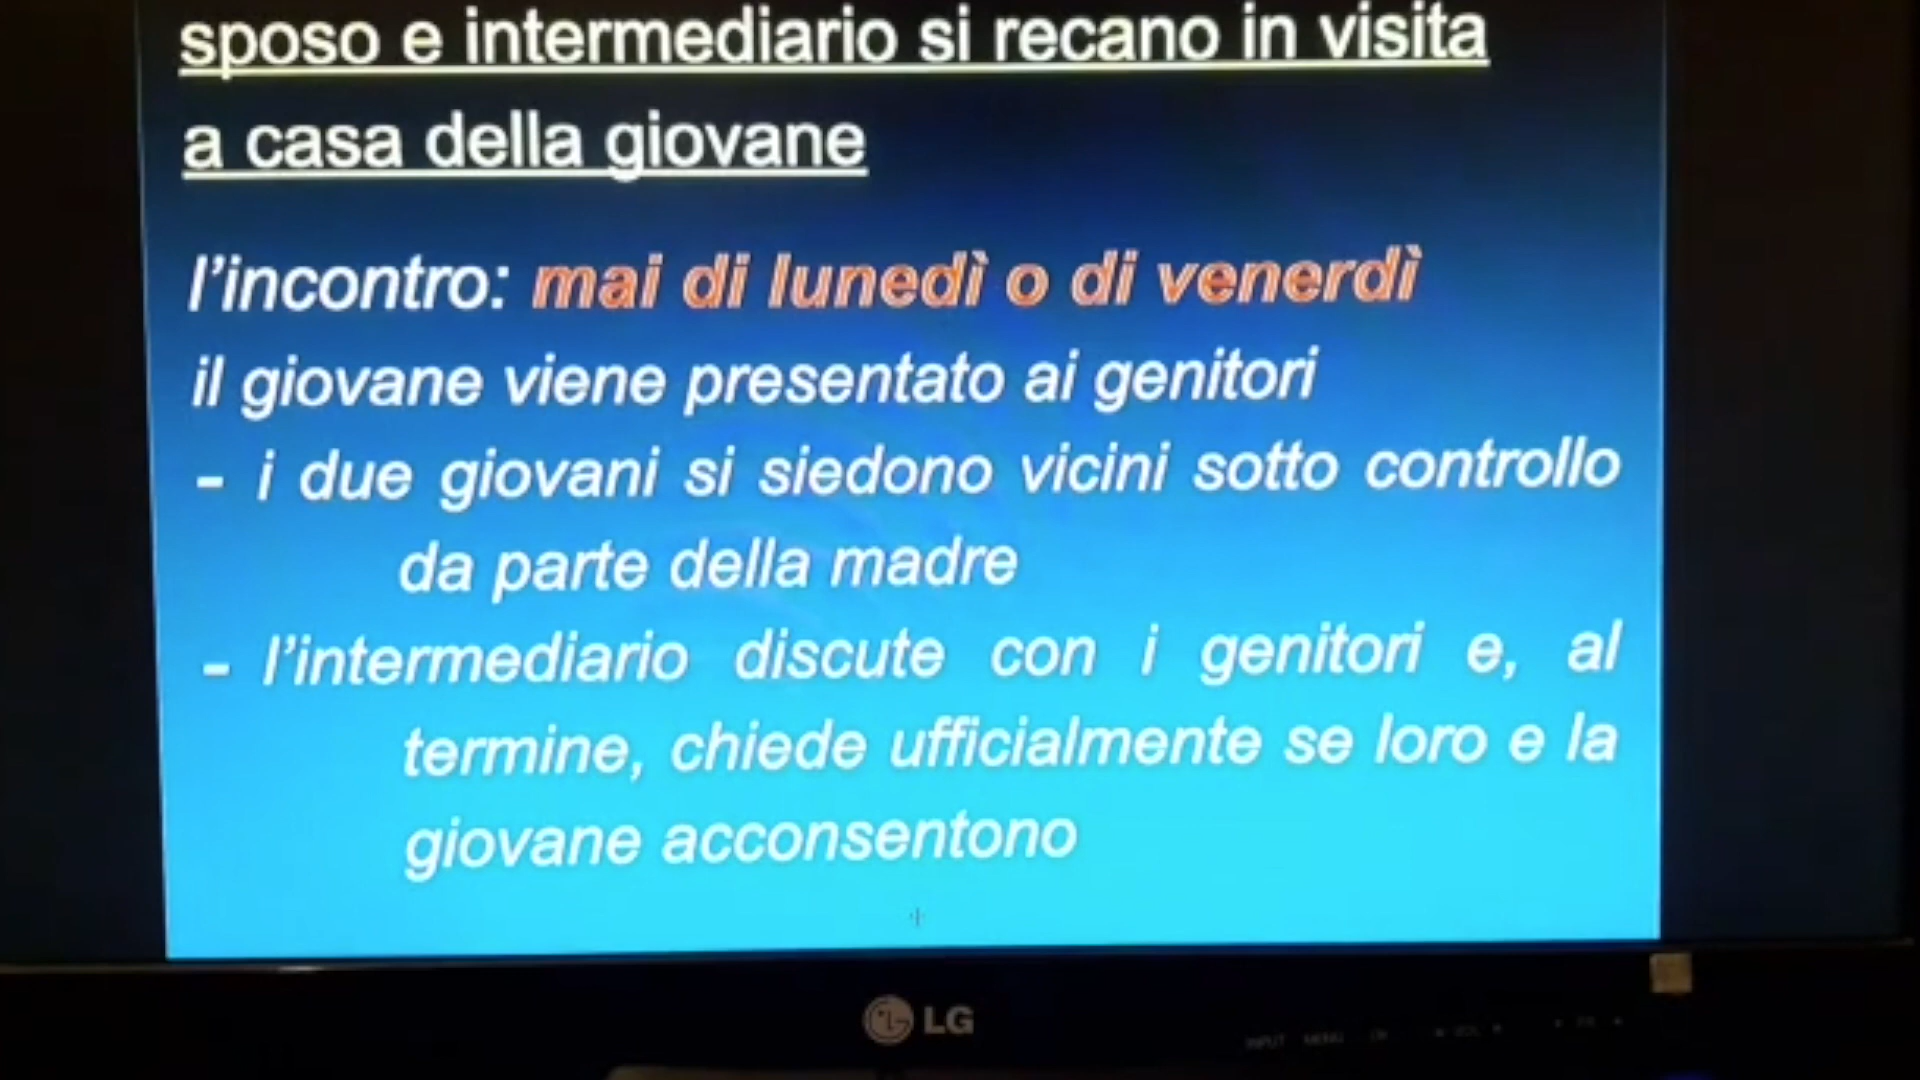 sposo e intermediario si recano in visita
a casa della giovane
l’incontro: mai di lunedì o di venerdì
il giovane viene presentato ai genitori
- i due giovani si siedono vicini sotto controllo
da parte della madre
- l’intermediario discute con i genitori e, al
termine, chiede ufficialmente se loro e la
giovane acconsentono
LG
INPUT MENU